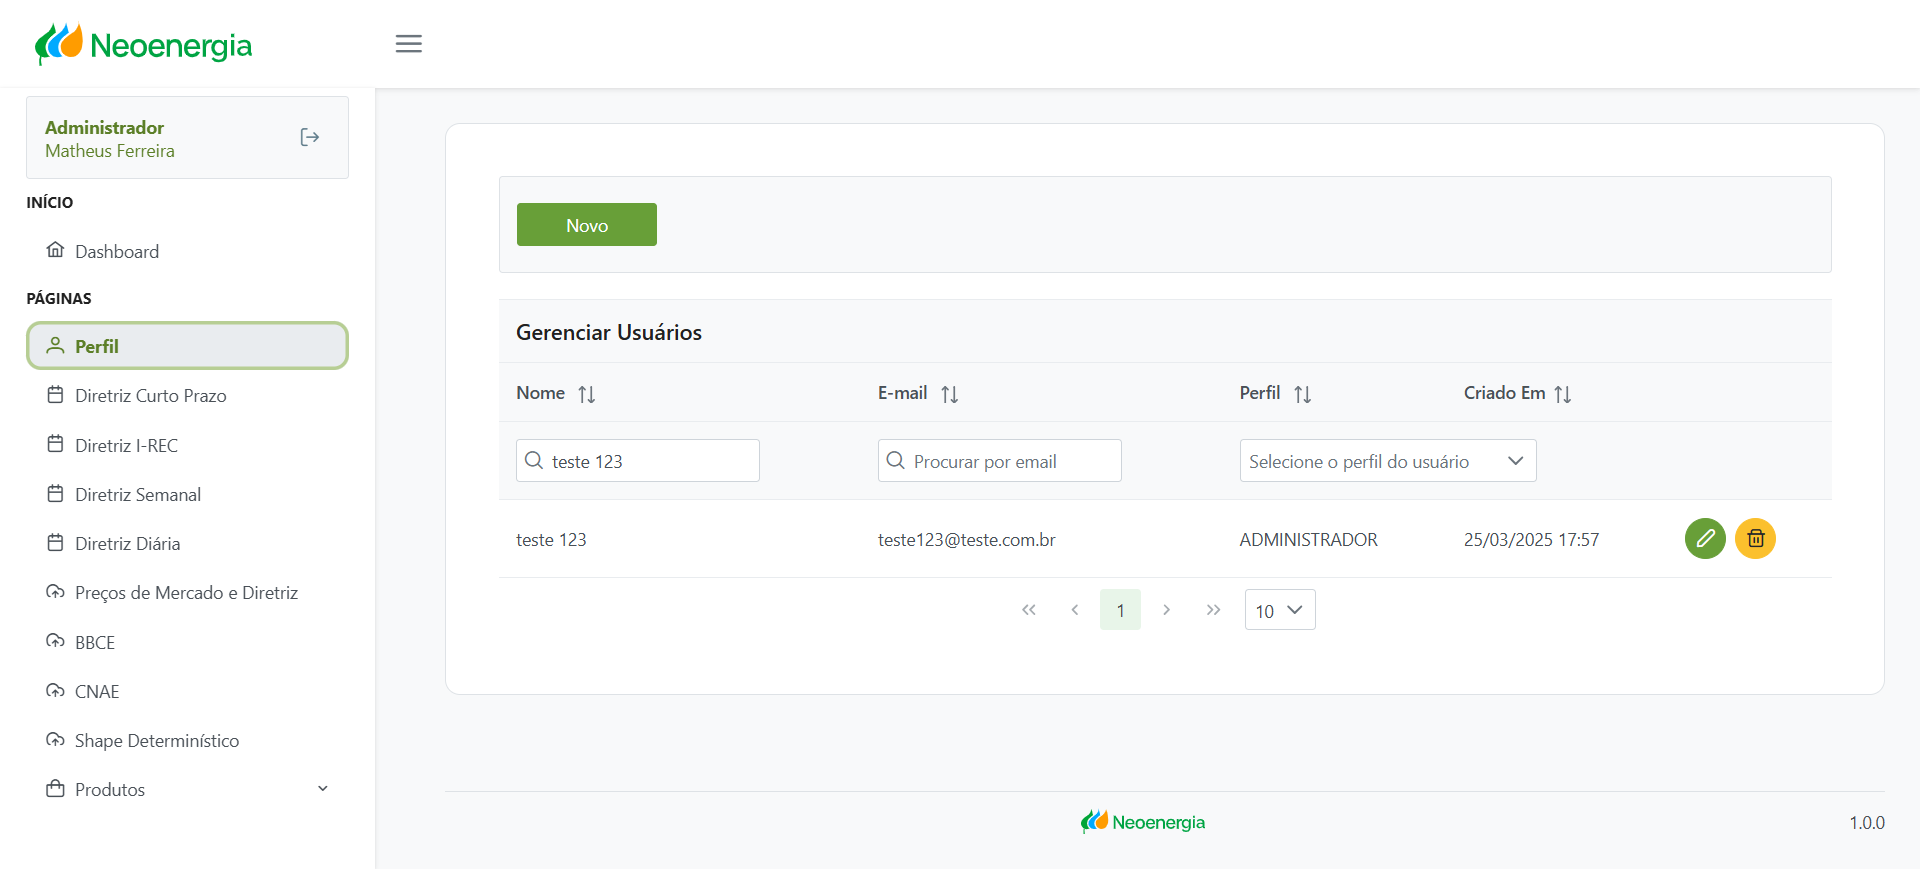 Neoenergia
Administrador
Matheus Ferreira
INÍCIO
Dashboard
PÁGINAS
Perfil
Diretriz Curto Prazo
Diretriz I-REC
Diretriz Semanal
Diretriz Diária
Preços de Mercado e Diretriz
BBCE
CNAE
Shape Determinístico
Produtos
Novo
Gerenciar Usuários
Nome E-mail Perfil Criado Em
teste 123 Procurar por email Selecione o perfil do usuário
teste 123 teste123@teste.com.br ADMINISTRADOR 25/03/2025 17:57
1 10
Neoenergia 1.0.0